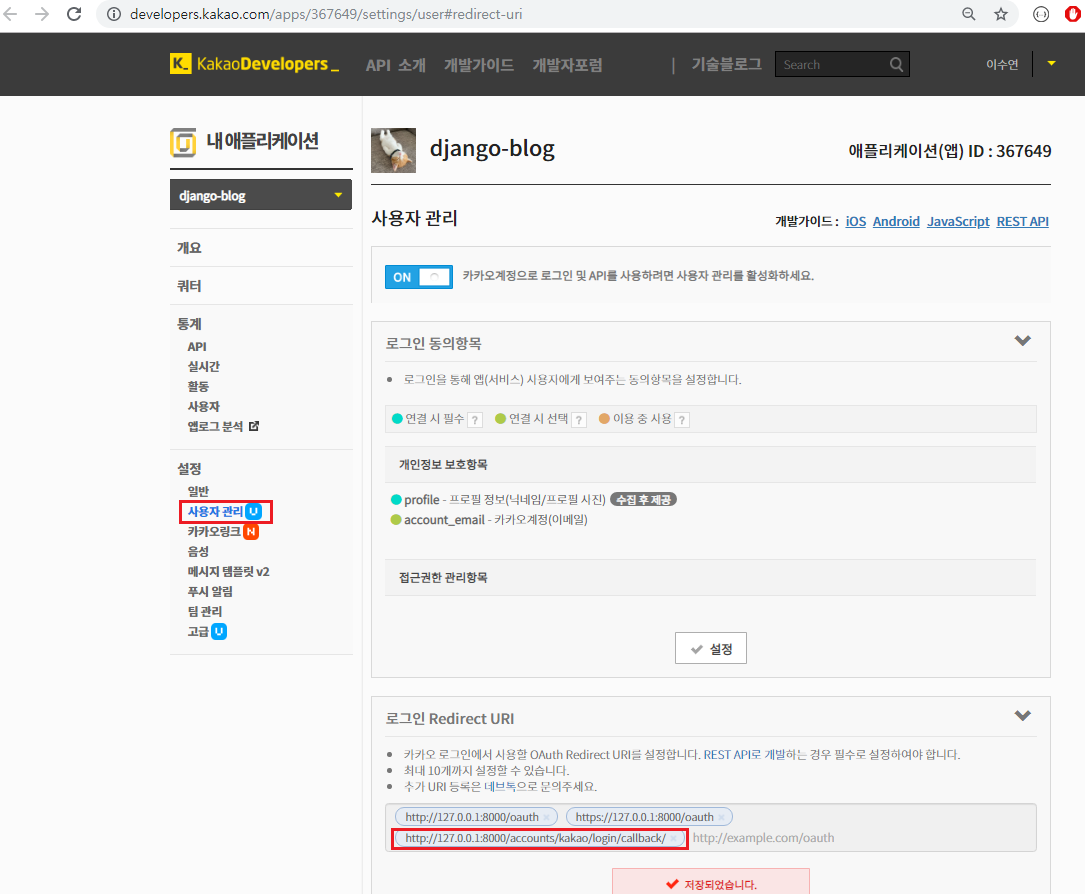 developers.kakao.com/apps/367649/settings/user#redirect-uri
K_ KakaoDevelopers_ API 소개 개발가이드 개발자포럼 | 기술블로그 Search 이수연
내 애플리케이션
django-blog
애플리케이션(앱) ID : 367649
django-blog
사용자 관리
개발가이드 : iOS Android JavaScript REST API
개요
쿼터
통계
API
실시간
활동
사용자
앱로그 분석
설정
일반
사용자 관리 U
카카오링크 N
음성
메시지 템플릿 v2
푸시 알림
팀 관리
고급 U
ON 카카오계정으로 로그인 및 API를 사용하려면 사용자 관리를 활성화하세요.
로그인 동의항목
로그인을 통해 앱(서비스) 사용자에게 보여주는 동의항목을 설정합니다.
연결 시 필수 ? 연결 시 선택 ? 이용 중 시용 ?
개인정보 보호항목
profile - 프로필 정보(닉네임/프로필 사진) 수집 후 제공
account_email - 카카오계정(이메일)
접근권한 관리항목
설정
로그인 Redirect URI
카카오 로그인에서 사용할 OAuth Redirect URI를 설정합니다. REST API로 개발하는 경우 필수로 설정하여야 합니다.
최대 10개까지 설정할 수 있습니다.
추가 URI 등록은 네브톡으로 문의주세요.
http://127.0.0.1:8000/oauth × https://127.0.0.1:8000/oauth ×
http://127.0.0.1:8000/accounts/kakao/login/callback/ × http://example.com/oauth
저장되었습니다.